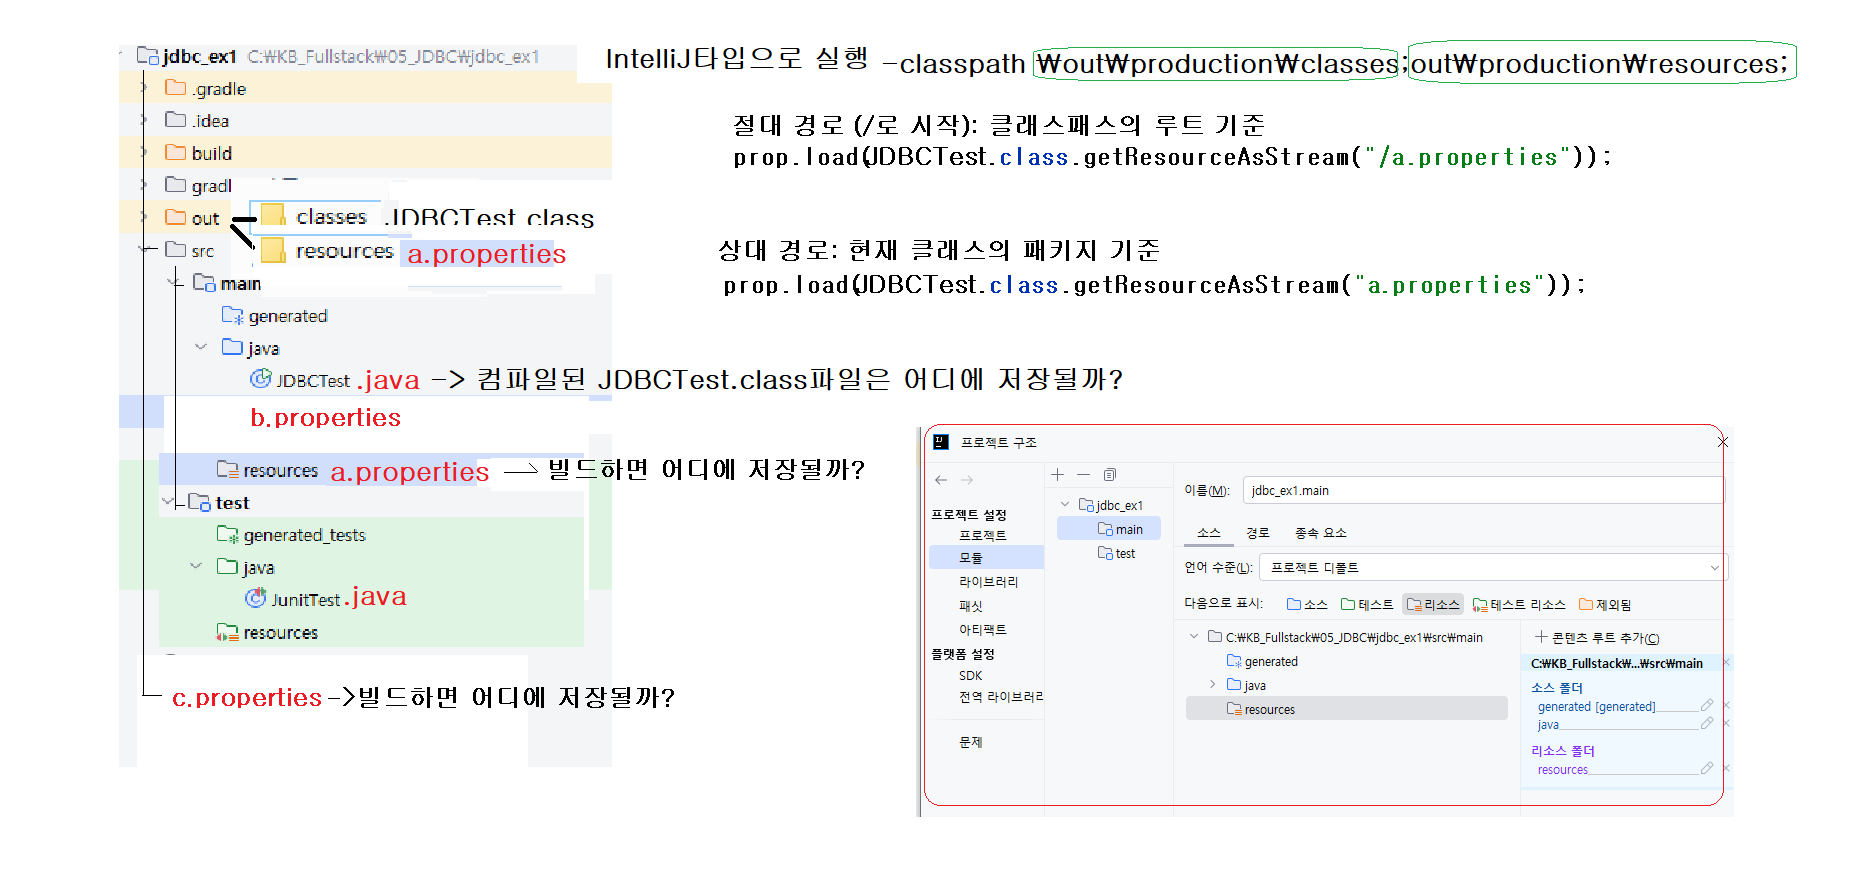 jdbc_ex1 C:₩KB_Fullstack₩05_JDBC₩jdbc_ex1
IntelliJ타입으로 실행 -classpath ₩out₩production₩classes;out₩production₩resources;
.gradle
.idea
build
gradl
out
classes JDBCTest class
resources a.properties
src
main
generated
java
JDBCTest .java -> 컴파일된 JDBCTest.class파일은 어디에 저장될까?
b.properties
resources a.properties -> 빌드하면 어디에 저장될까?
test
generated_tests
java
JunitTest .java
resources
c.properties ->빌드하면 어디에 저장될까?
절대 경로 (/로 시작): 클래스패스의 루트 기준
prop.load(JDBCTest.class.getResourceAsStream("/a.properties"));
상대 경로: 현재 클래스의 패키지 기준
prop.load(JDBCTest.class.getResourceAsStream("a.properties"));
프로젝트 구조
프로젝트 설정
프로젝트
모듈
라이브러리
패싯
아티팩트
플랫폼 설정
SDK
전역 라이브러리
문제
jdbc_ex1
main
test
이름(M): jdbc_ex1.main
소스 경로 종속 요소
언어 수준(L): 프로젝트 디폴트
다음으로 표시: 소스 테스트 리소스 테스트 리소스 제외됨
C:₩KB_Fullstack₩05_JDBC₩jdbc_ex1₩src₩main
generated
java
resources
콘텐츠 루트 추가(C)
C:₩KB_Fullstack₩...₩src₩main
소스 폴더
generated [generated]
java
리소스 폴더
resources